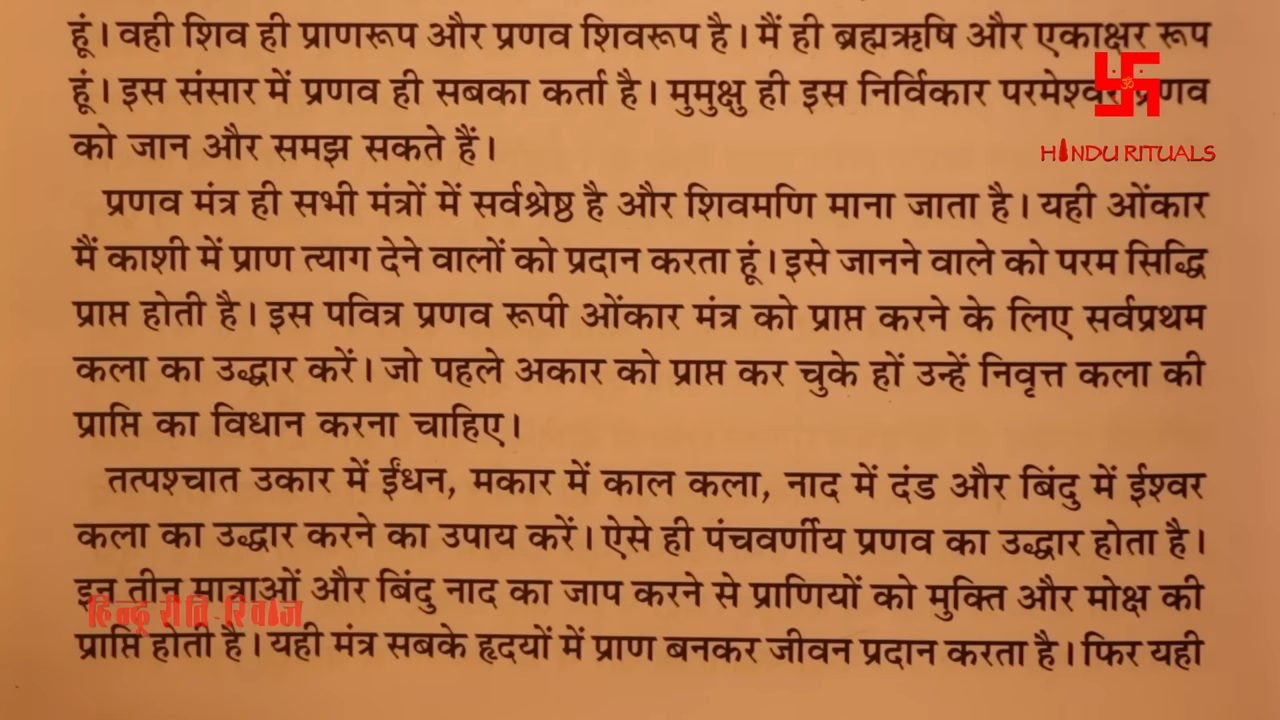 हूं। वही शिव ही प्राणरूप और प्रणव शिवरूप है। मैं ही ब्रह्मऋषि और एकाक्षर रूप
हूं। इस संसार में प्रणव ही सबका कर्ता है। मुमुक्षु ही इस निर्विकार परमेश्वर प्रणव
को जान और समझ सकते हैं।
HINDU RITUALS
प्रणव मंत्र ही सभी मंत्रों में सर्वश्रेष्ठ है और शिवमणि माना जाता है। यही ओंकार
मैं काशी में प्राण त्याग देने वालों को प्रदान करता हूं। इसे जानने वाले को परम सिद्धि
प्राप्त होती है। इस पवित्र प्रणव रूपी ओंकार मंत्र को प्राप्त करने के लिए सर्वप्रथम
कला का उद्धार करें। जो पहले अकार को प्राप्त कर चुके हों उन्हें निवृत्त कला की
प्राप्ति का विधान करना चाहिए।
तत्पश्चात उकार में ईंधन, मकार में काल कला, नाद में दंड और बिंदु में ईश्वर
कला का उद्धार करने का उपाय करें। ऐसे ही पंचवर्णीय प्रणव का उद्धार होता है।
इन तीन मात्राओं और बिंदु नाद का जाप करने से प्राणियों को मुक्ति और मोक्ष की
हिन्दू रीति-रिवाज
प्राप्ति होती है। यही मंत्र सबके हृदयों में प्राण बनकर जीवन प्रदान करता है। फिर यही